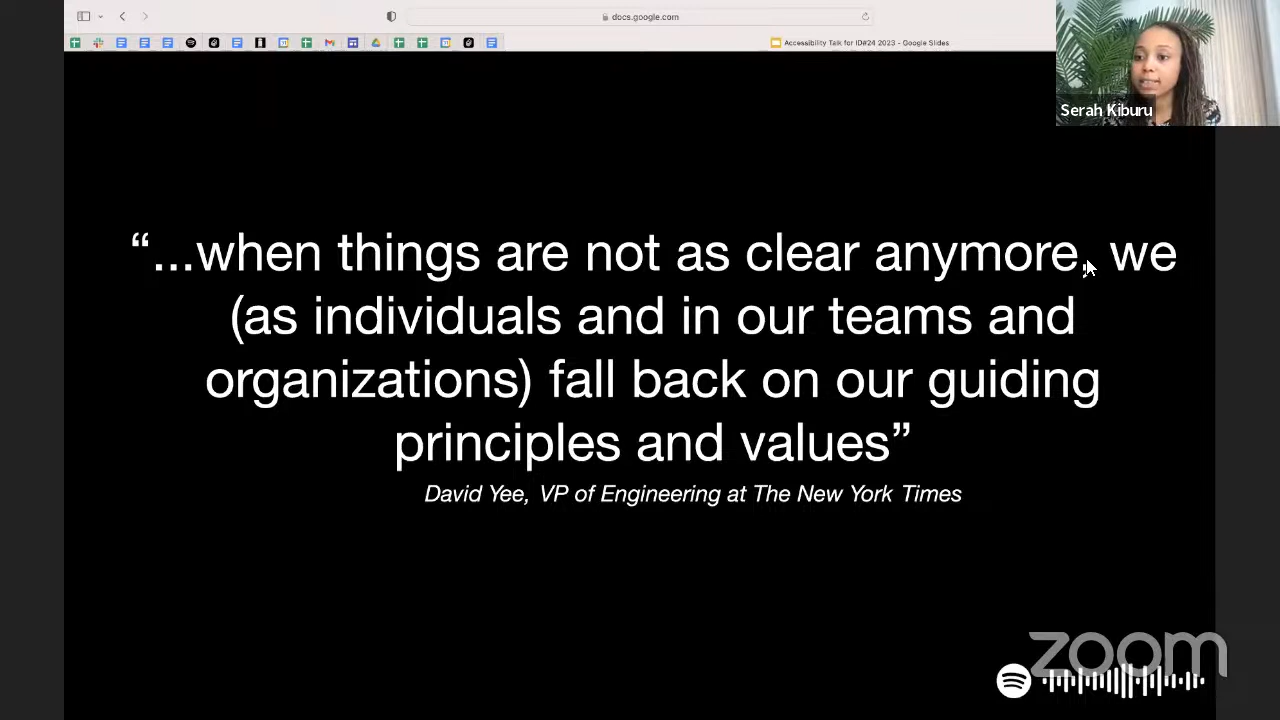 docs.google.com
Accessibility Talk for ID#24 2023 - Google Slides
Serah Kiburu
“...when things are not as clear anymore, we
(as individuals and in our teams and
organizations) fall back on our guiding
principles and values”
David Yee, VP of Engineering at The New York Times
zoom